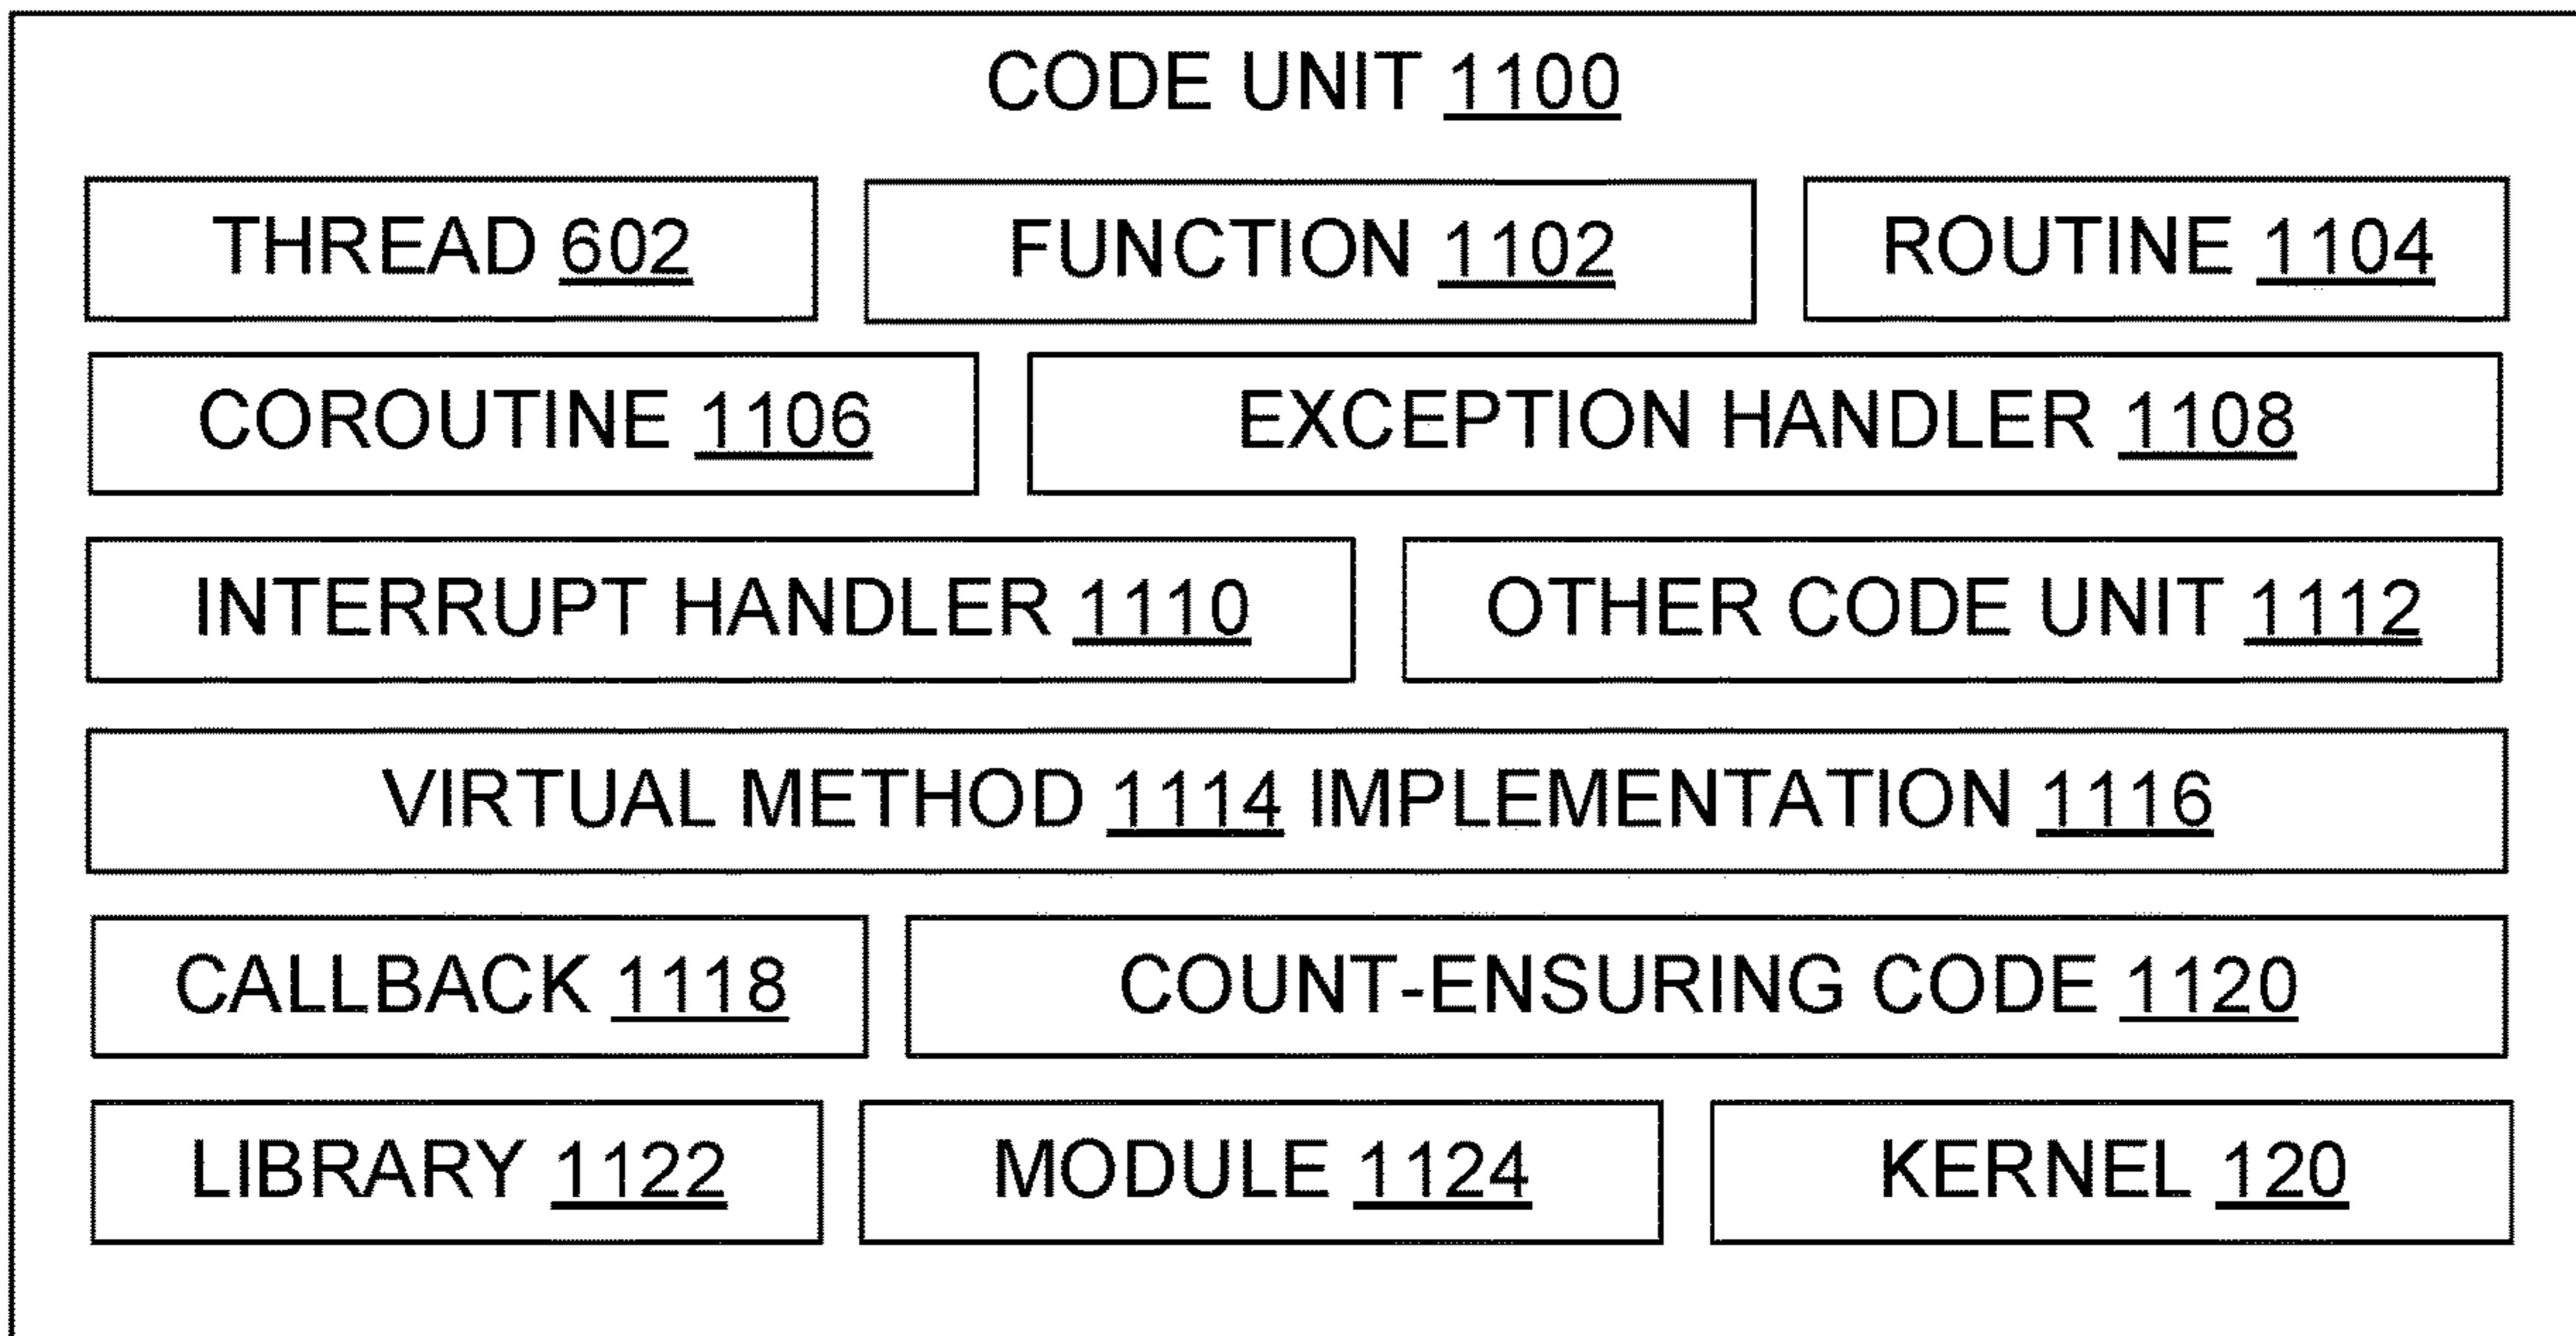 CODE UNIT 1100
THREAD 602 FUNCTION 1102 ROUTINE 1104
COROUTINE 1106 EXCEPTION HANDLER 1108
INTERRUPT HANDLER 1110 OTHER CODE UNIT 1112
VIRTUAL METHOD 1114 IMPLEMENTATION 1116
CALLBACK 1118 COUNT-ENSURING CODE 1120
LIBRARY 1122 MODULE 1124 KERNEL 120